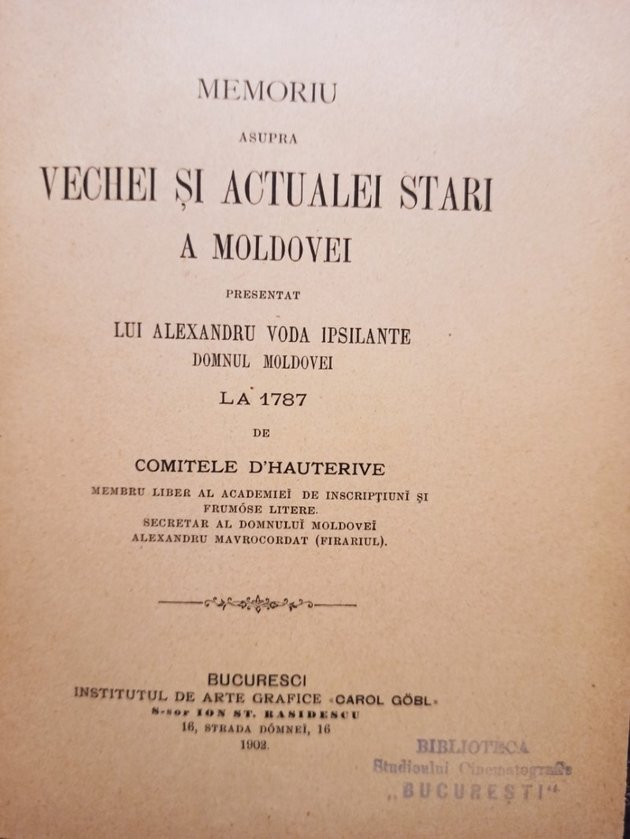 MEMORIU
ASUPRA
VECHEI ȘI ACTUALEI STARI
A MOLDOVEI
PRESENTAT
LUI ALEXANDRU VODA IPSILANTE
DOMNUL MOLDOVEI
LA 1787
DE
COMITELE D'HAUTERIVE
MEMBRU LIBER AL ACADEMIEĬ DE INSCRIPȚIUNĬ ȘI
FRUMÓSE LITERE.
SECRETAR AL DOMNULUĬ MOLDOVEĬ
ALEXANDRU MAVROCORDAT (FIRARIUL).
BUCURESCI
INSTITUTUL DE ARTE GRAFICE «CAROL GÖBL»
S-sor ION ST. RASIDESCU
16, STRADA DÓMNEĬ, 16
1902.
BIBLIOTECA
Studioului Cinematografic
„BUCUREȘTI"